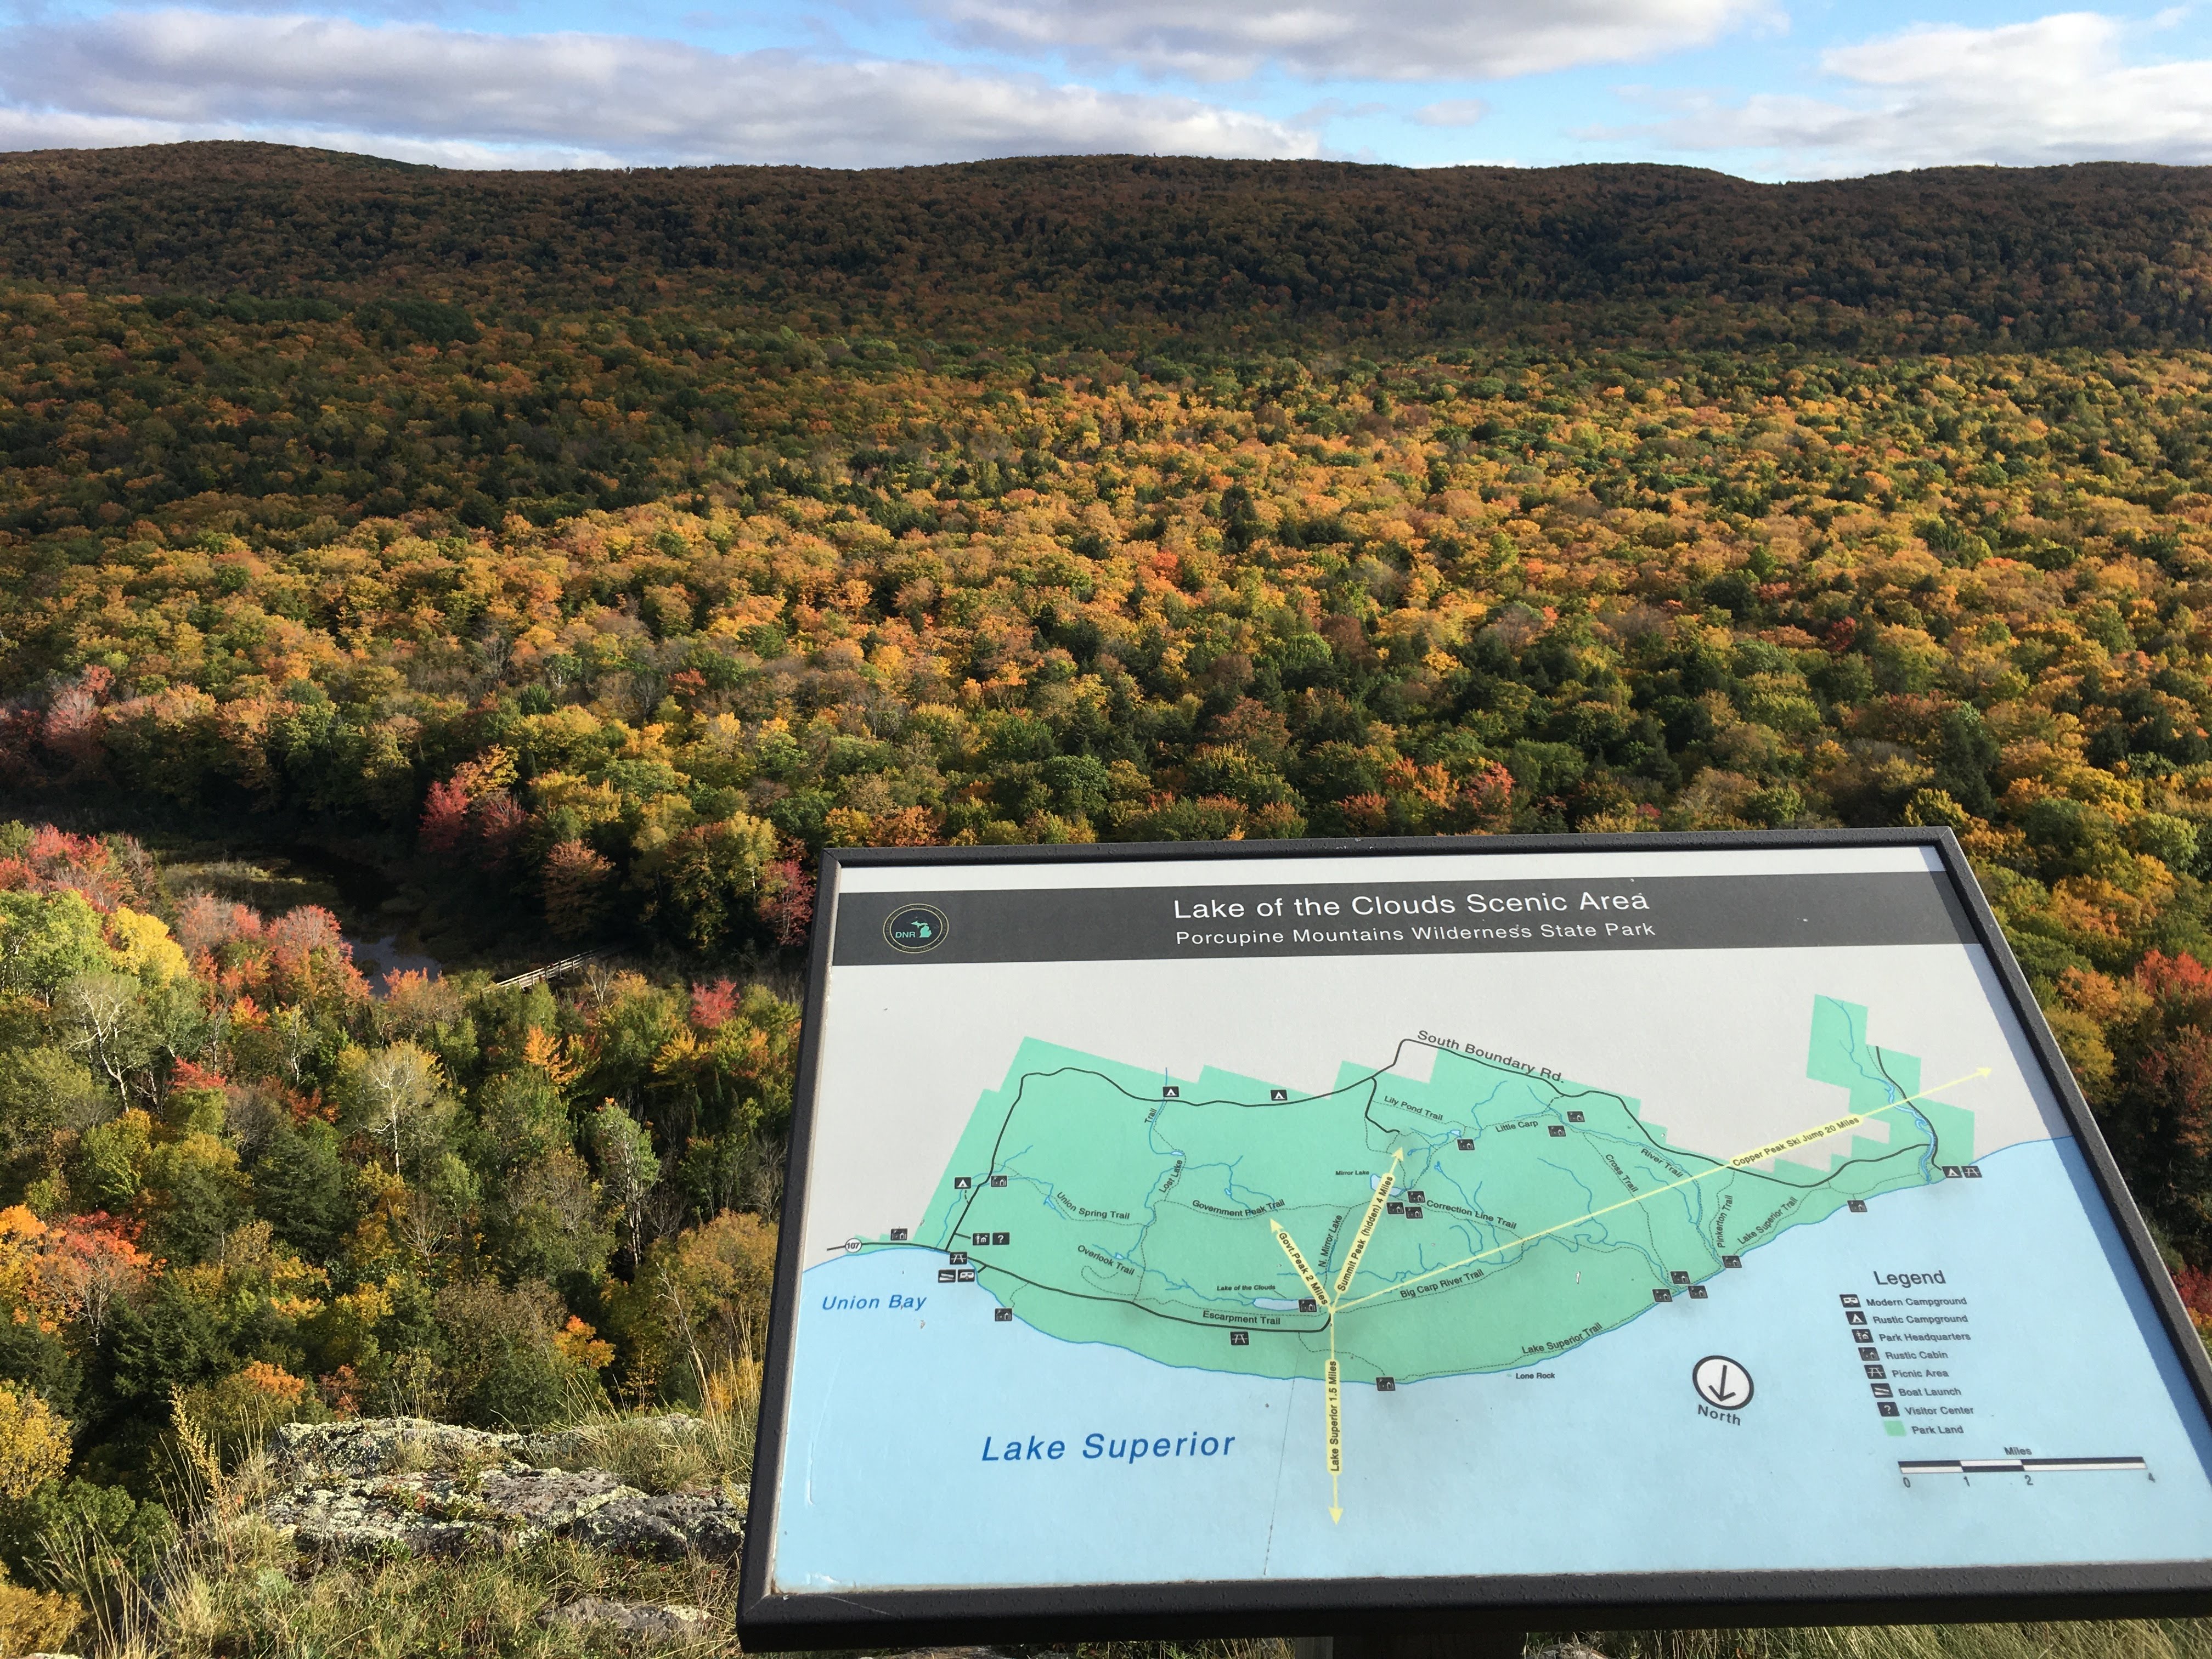 DNR
Lake of the Clouds Scenic Area
Porcupine Mountains Wilderness State Park
South Boundary Rd.
Lily Pond Trail
Little Carp
River Trail
Cross Trail
Copper Peak Ski Jump 20 Miles
Mirror Lake
Trail
Lost Lake
Union Spring Trail
Government Peak Trail
Correction Line Trail
Pinkerton Trail
Lake Superior Trail
N. Mirror Lake
Summit Peak (hidden) 4 Miles
Govt. Peak 2 Miles
107
?
Overlook Trail
Lake of the Clouds
Big Carp River Trail
Escarpment Trail
Union Bay
Lake Superior Trail
Lone Rock
Lake Superior 1.5 Miles
Lake Superior
North
Legend
Modern Campground
Rustic Campground
Park Headquarters
Rustic Cabin
Picnic Area
Boat Launch
? Visitor Center
Park Land
Miles
0 1 2 4